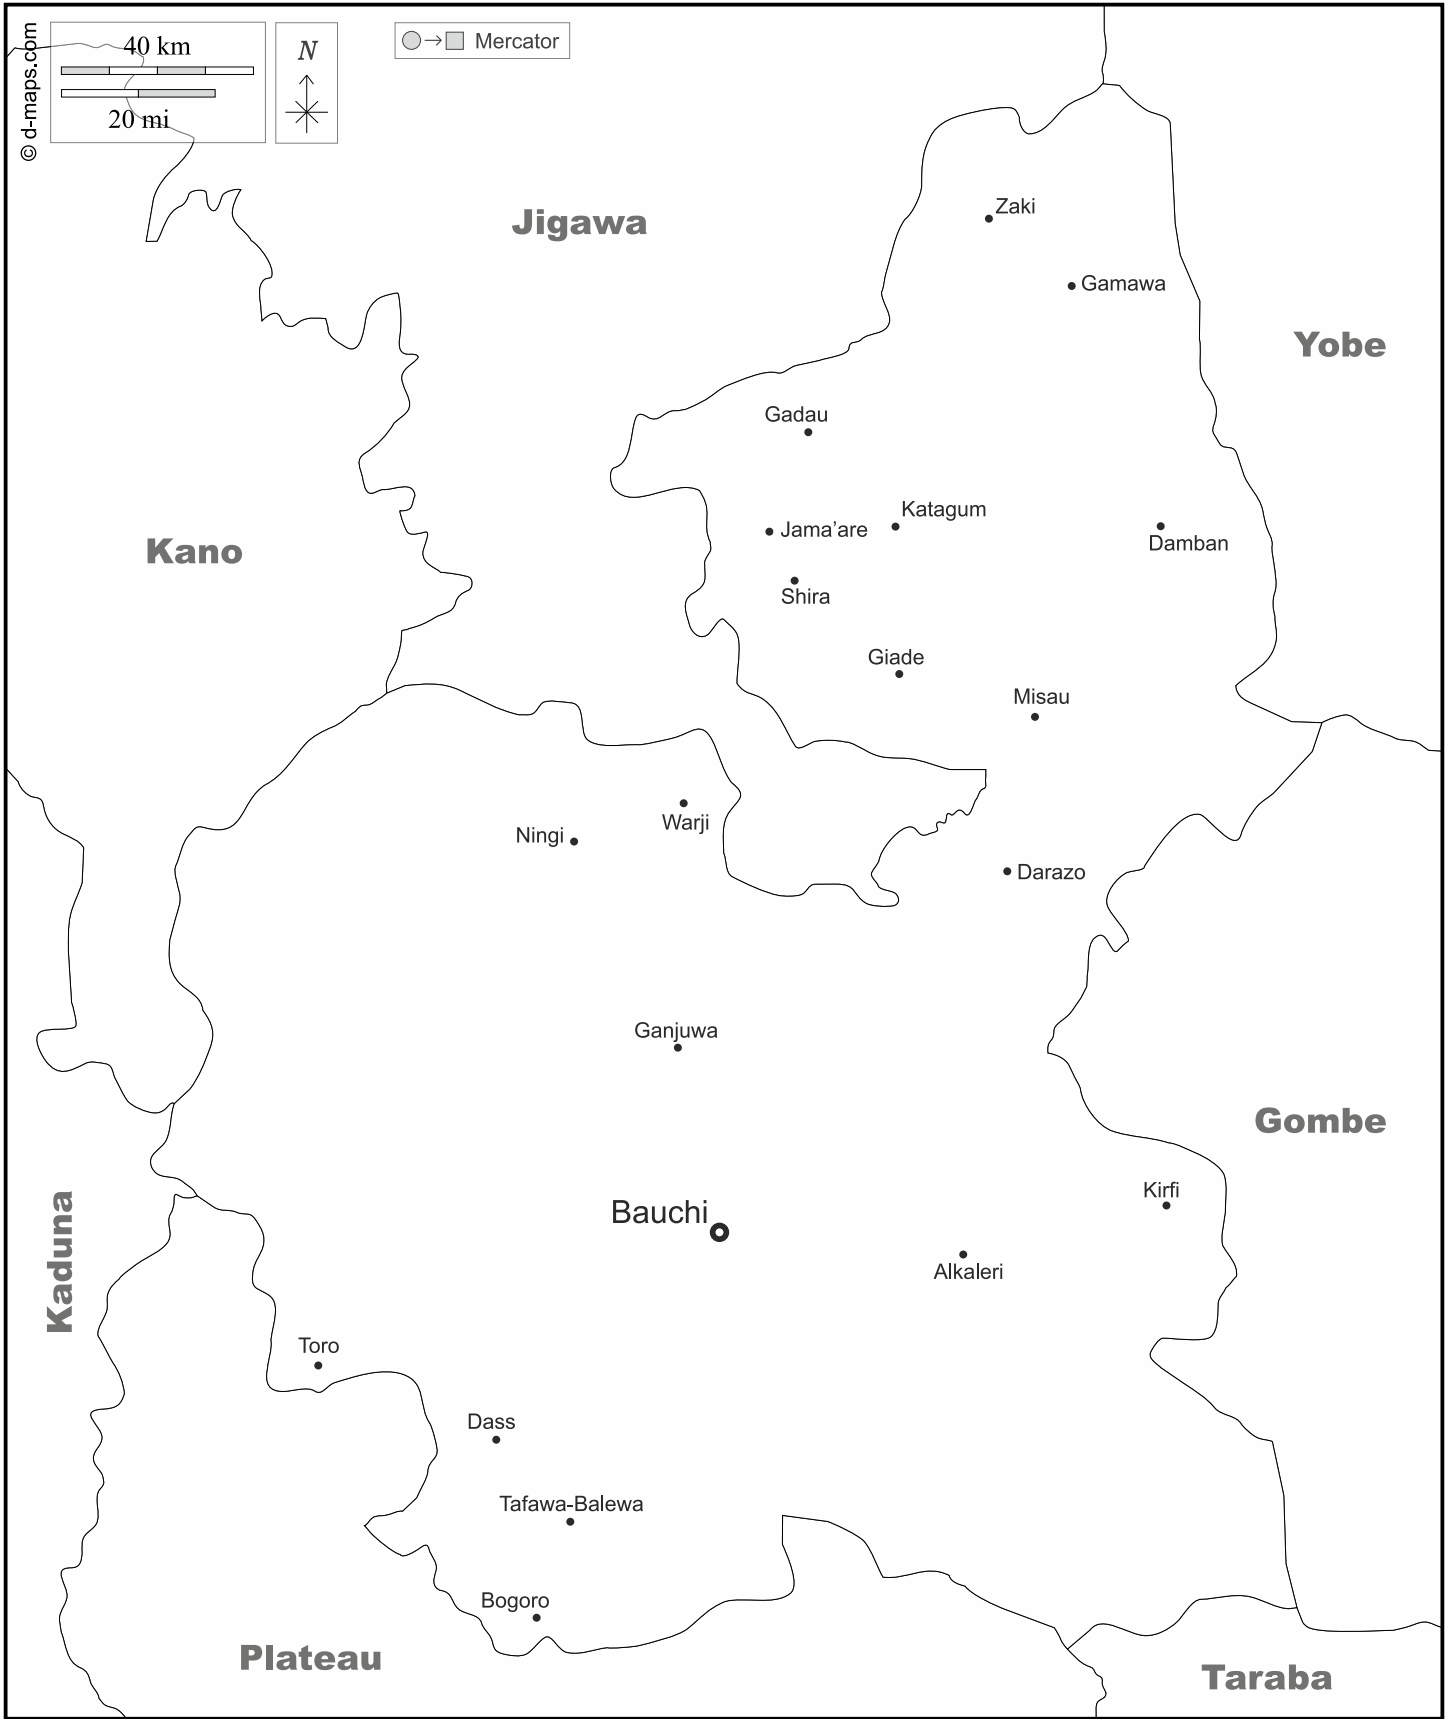 © d-maps.com
40 km
20 mi
N
Mercator
Zaki
Jigawa
Gamawa
Yobe
Gadau
Katagum
Jama’are
Damban
Kano
Shira
Giade
Misau
Warji
Ningi
Darazo
Ganjuwa
Gombe
Kirfi
Bauchi
Kaduna
Alkaleri
Toro
Dass
Tafawa-Balewa
Bogoro
Plateau
Taraba